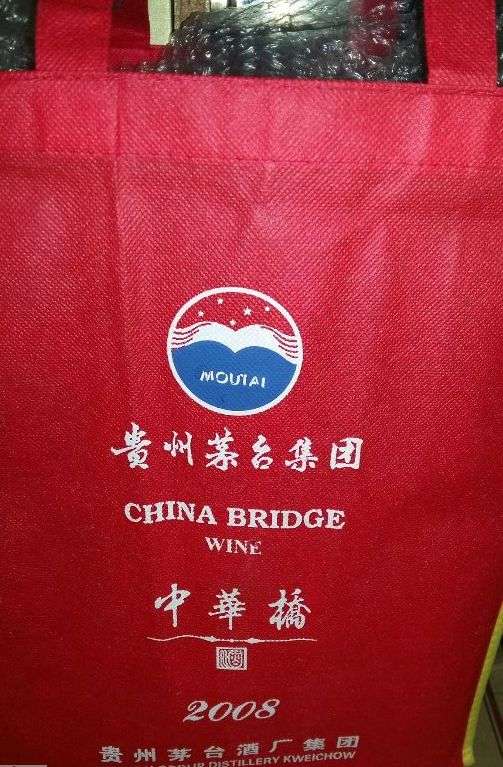 MOUTAI
贵州茅台集团
CHINA BRIDGE
WINE
中華橋
2008
贵州茅台酒厂集团
DISTILLERY KWEICHOW